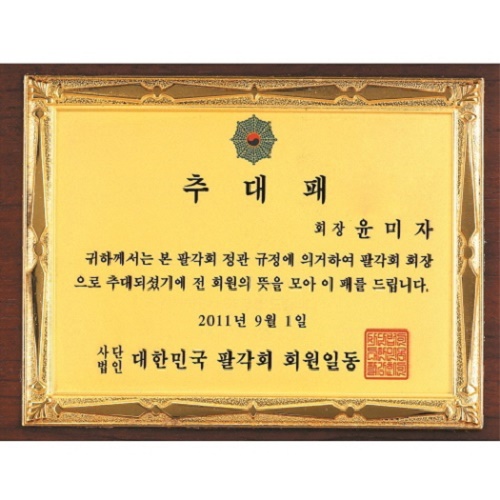 추대패
회장 윤미자
귀하께서는 본 팔각회 정관 규정에 의거하여 팔각회 회장
으로 추대되셨기에 전 회원의 뜻을 모아 이 패를 드립니다.
2011년 9월 1일
사단법인 대한민국 팔각회 회원일동